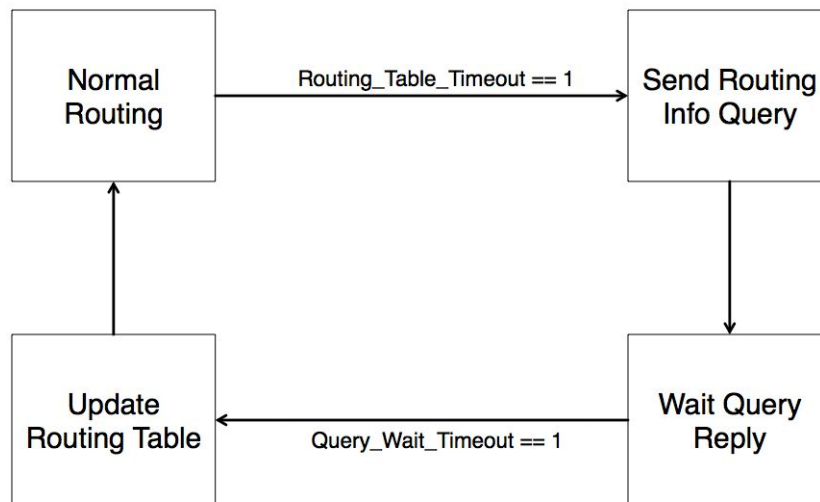 Normal
Routing
Routing_Table_Timeout == 1
Send Routing
Info Query
Update
Routing Table
Query_Wait_Timeout == 1
Wait Query
Reply